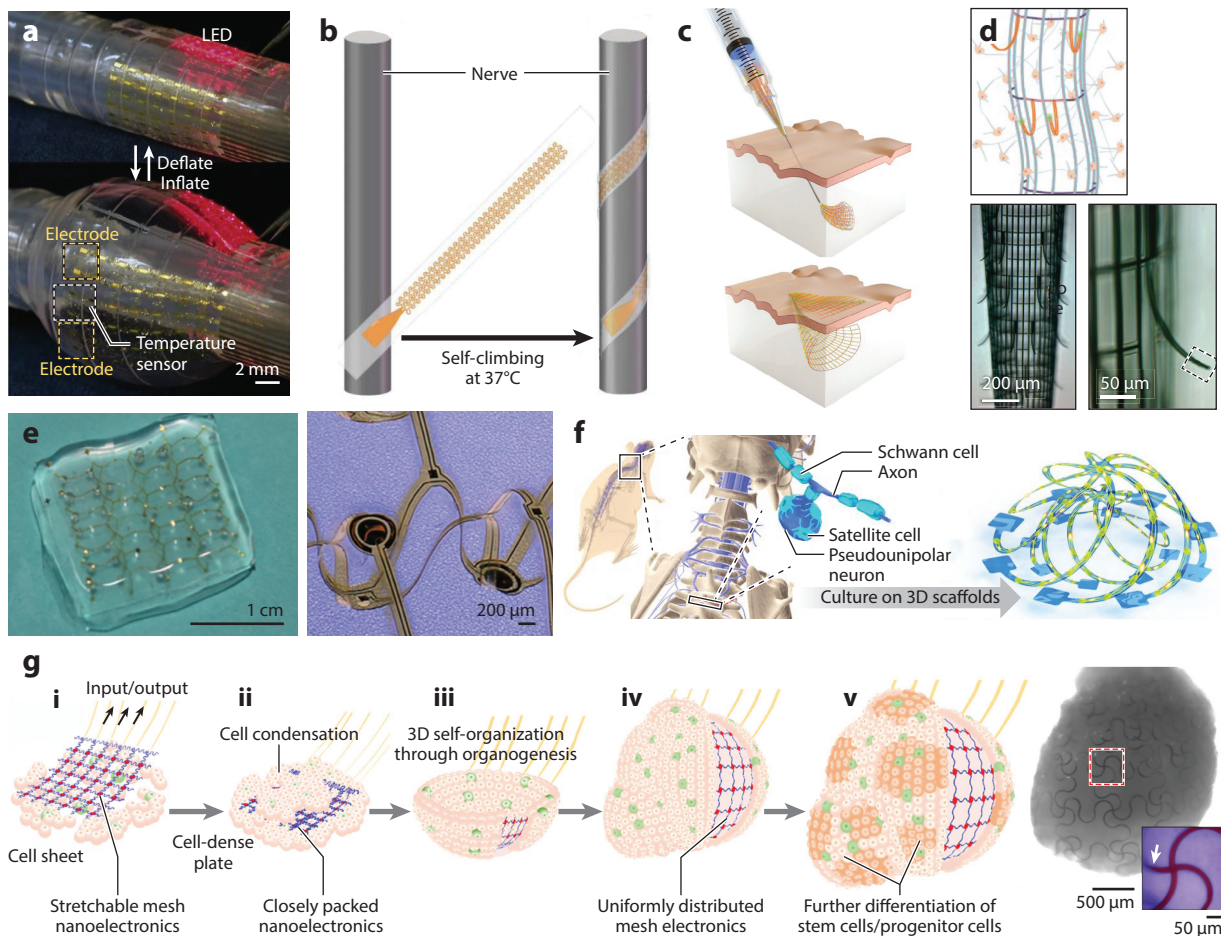 a
LED
Deflate
Inflate
Electrode
Temperature
sensor
Electrode
2 mm
b
Nerve
Self-climbing
at 37°C
c
d
200 μm
50 μm
e
1 cm
200 μm
f
Schwann cell
Axon
Satellite cell
Pseudounipolar
neuron
Culture on 3D scaffolds
g
i
Input/output
Cell sheet
Stretchable mesh
nanoelectronics
ii
Cell condensation
Cell-dense
plate
Closely packed
nanoelectronics
iii
3D self-organization
through organogenesis
iv
Uniformly distributed
mesh electronics
v
Further differentiation of
stem cells/progenitor cells
500 μm
50 μm